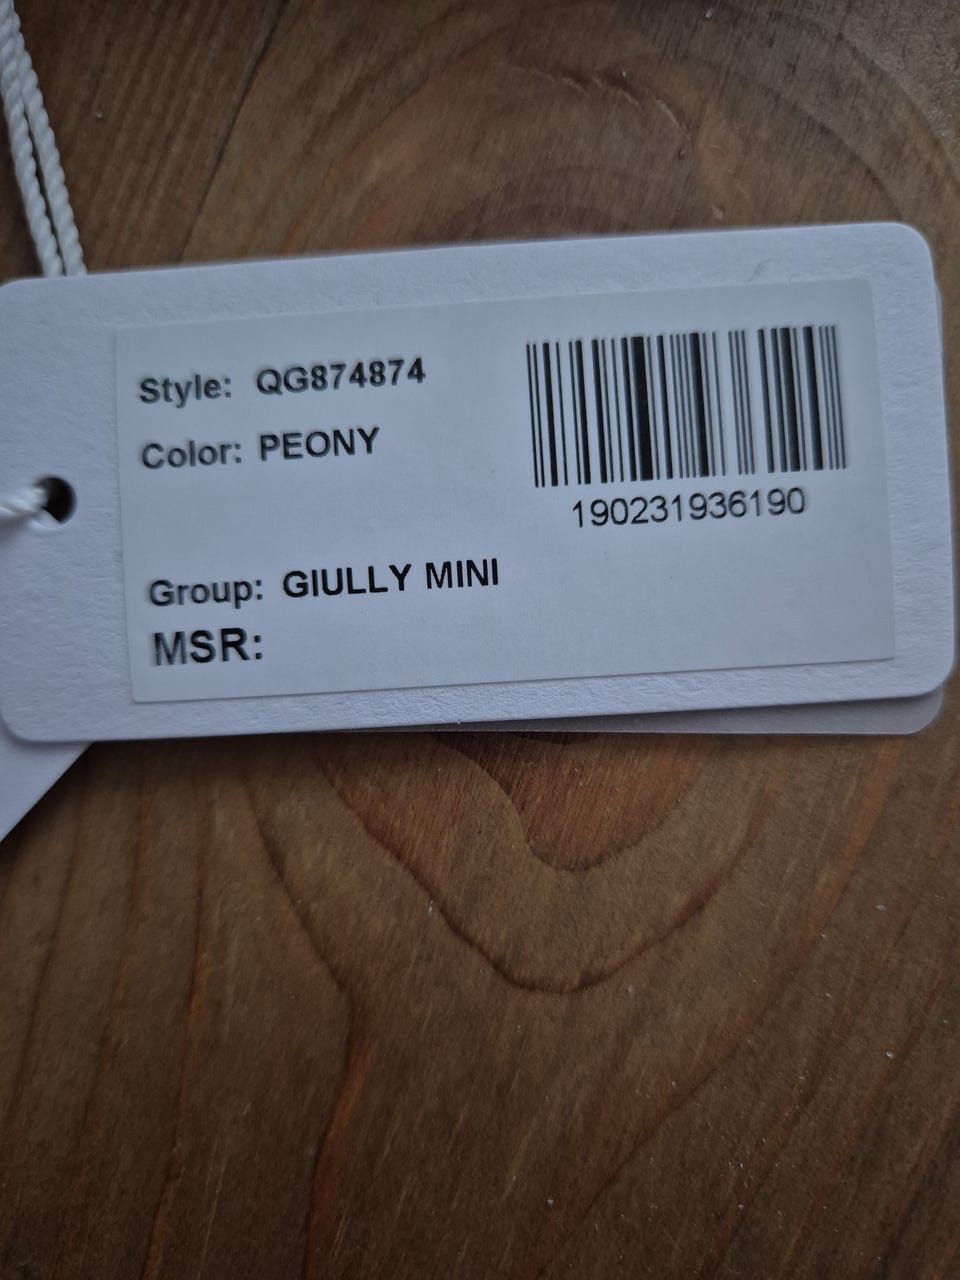 Style: QG874874
Color: PEONY
190231936190
Group: GIULLY MINI
MSR: